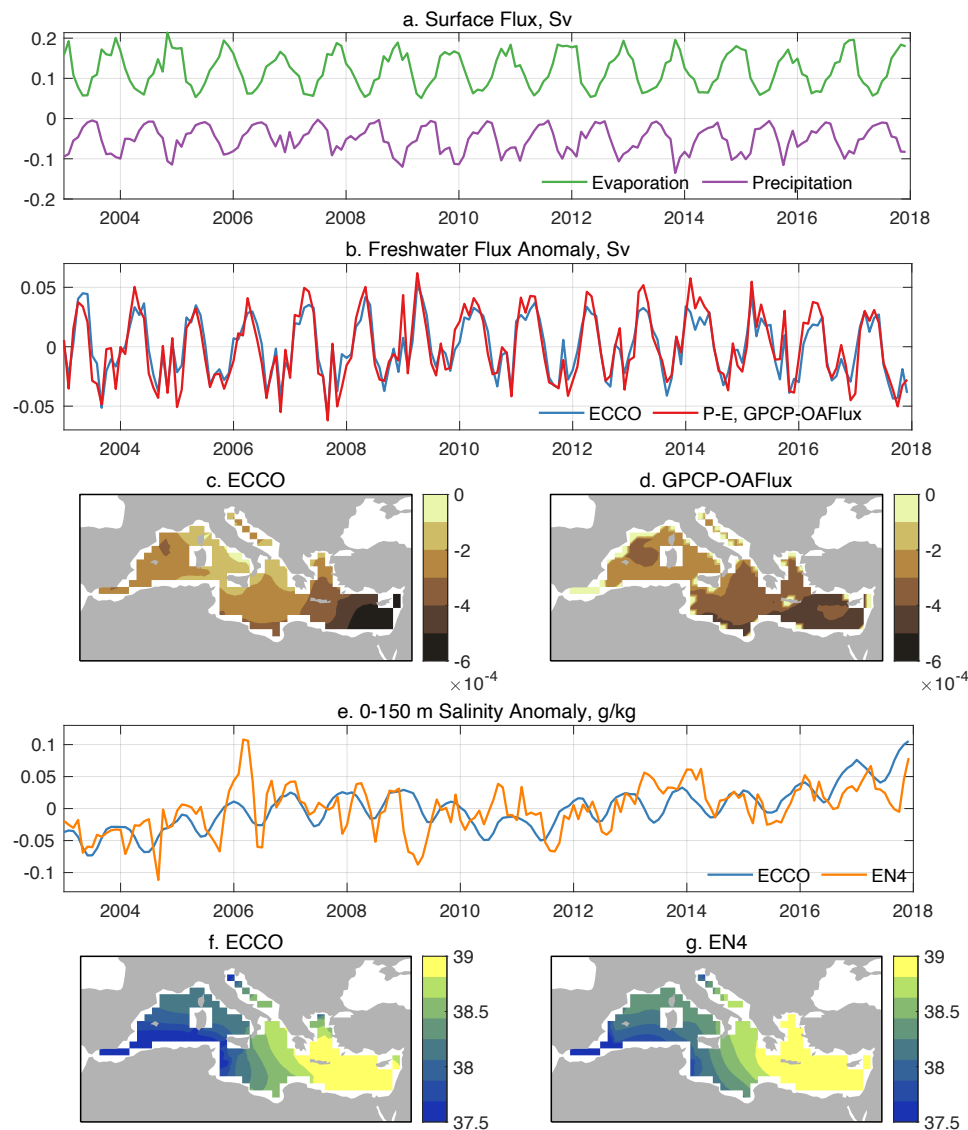 a. Surface Flux, Sv
0.2
0.1
0
-0.1
-0.2
Evaporation Precipitation
2004 2006 2008 2010 2012 2014 2016 2018
b. Freshwater Flux Anomaly, Sv
0.05
0
-0.05
ECCO P-E, GPCP-OAFlux
2004 2006 2008 2010 2012 2014 2016 2018
c. ECCO d. GPCP-OAFlux
0 0
-2 -2
-4 -4
-6 -6
×10-4 ×10-4
e. 0-150 m Salinity Anomaly, g/kg
0.1
0.05
0
-0.05
-0.1
ECCO EN4
2004 2006 2008 2010 2012 2014 2016 2018
f. ECCO g. EN4
39 39
38.5 38.5
38 38
37.5 37.5